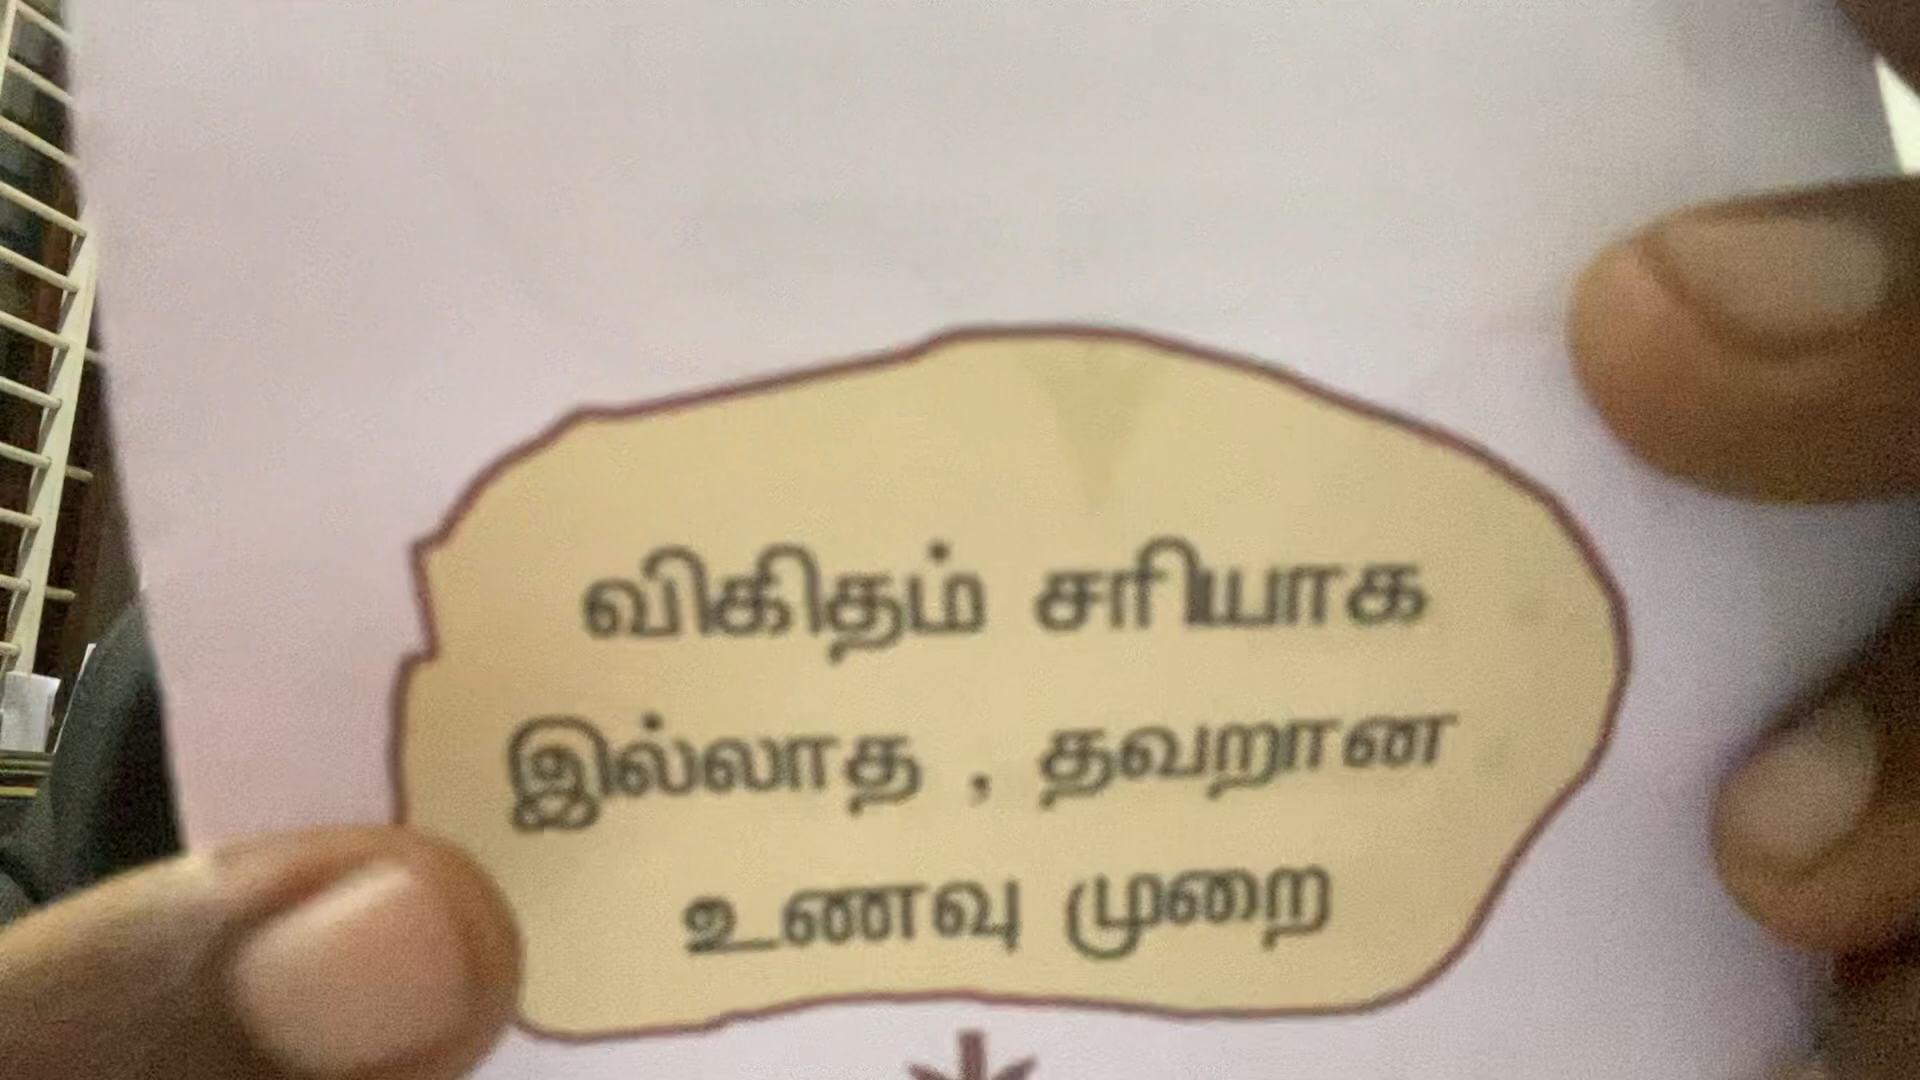 விகிதம் சரியாக
இல்லாத , தவறான
உணவு முறை